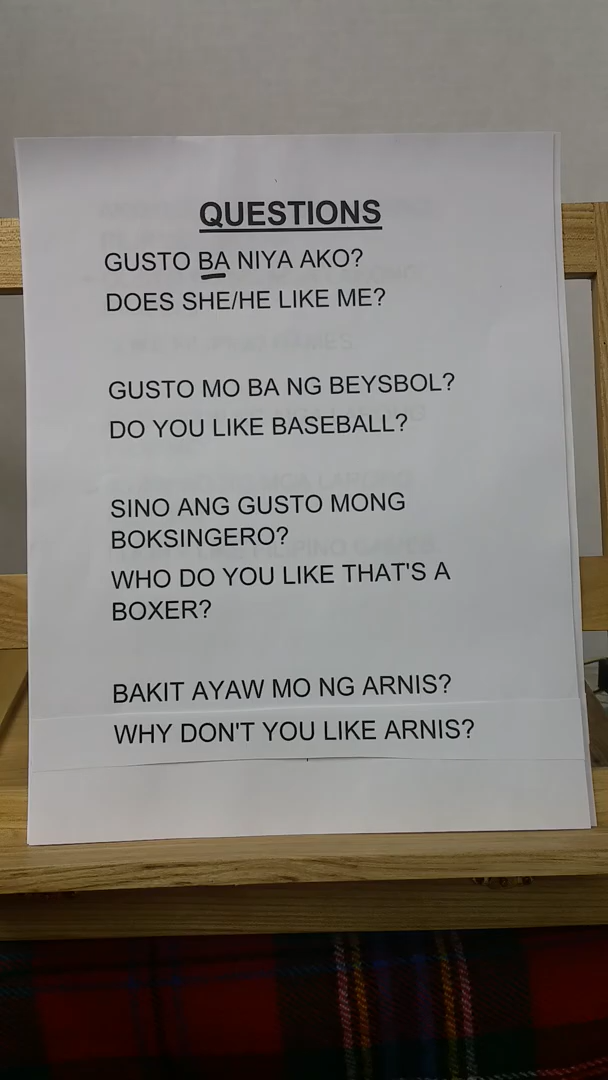 QUESTIONS
GUSTO BA NIYA AKO?
DOES SHE/HE LIKE ME?
GUSTO MO BA NG BEYSBOL?
DO YOU LIKE BASEBALL?
SINO ANG GUSTO MONG
BOKSINGERO?
WHO DO YOU LIKE THAT'S A
BOXER?
BAKIT AYAW MO NG ARNIS?
WHY DON'T YOU LIKE ARNIS?